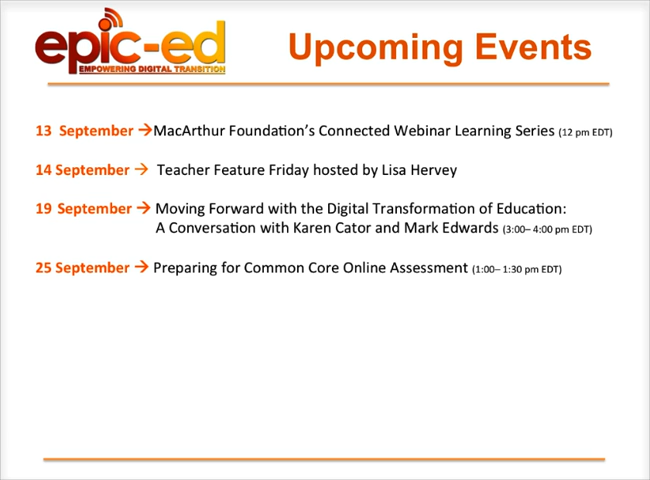 epic-ed
EMPOWERING DIGITAL TRANSITION
Upcoming Events
13 September → MacArthur Foundation's Connected Webinar Learning Series (12 pm EDT)
14 September → Teacher Feature Friday hosted by Lisa Hervey
19 September → Moving Forward with the Digital Transformation of Education:
A Conversation with Karen Cator and Mark Edwards (3:00– 4:00 pm EDT)
25 September → Preparing for Common Core Online Assessment (1:00– 1:30 pm EDT)